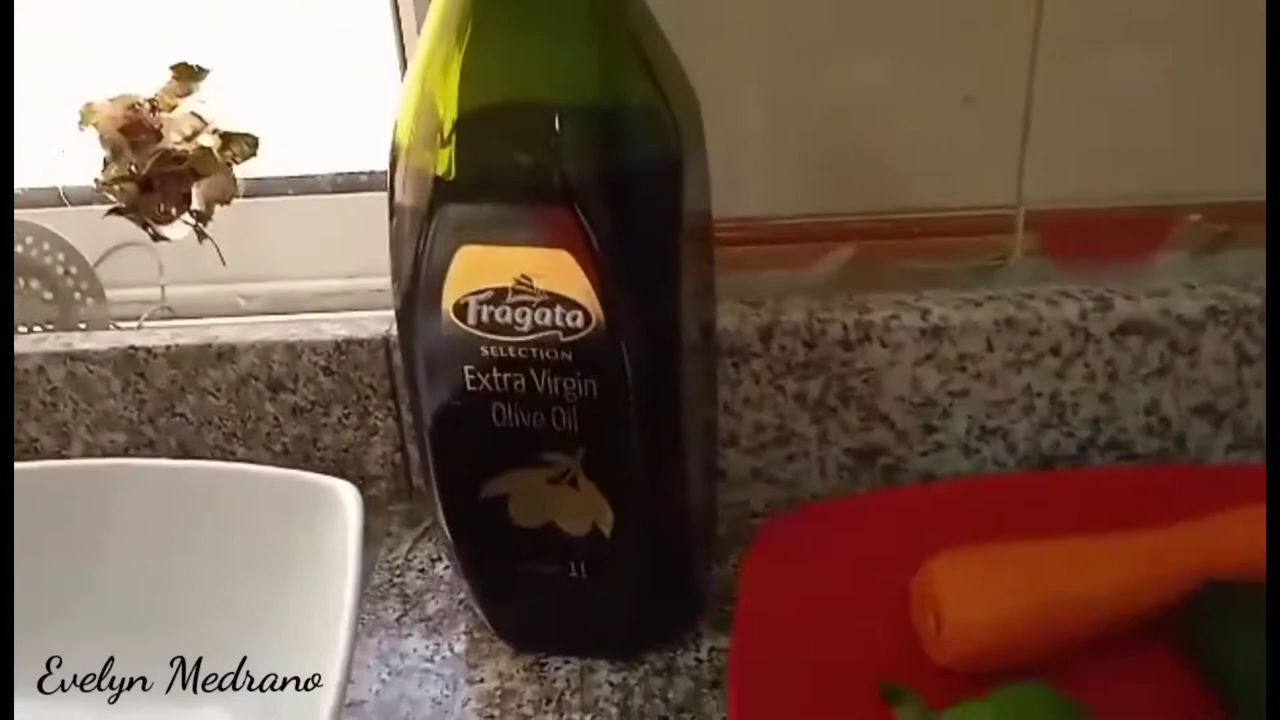 Fragata
SELECTION
Extra Virgin
Olive Oil
1l
Evelyn Medrano